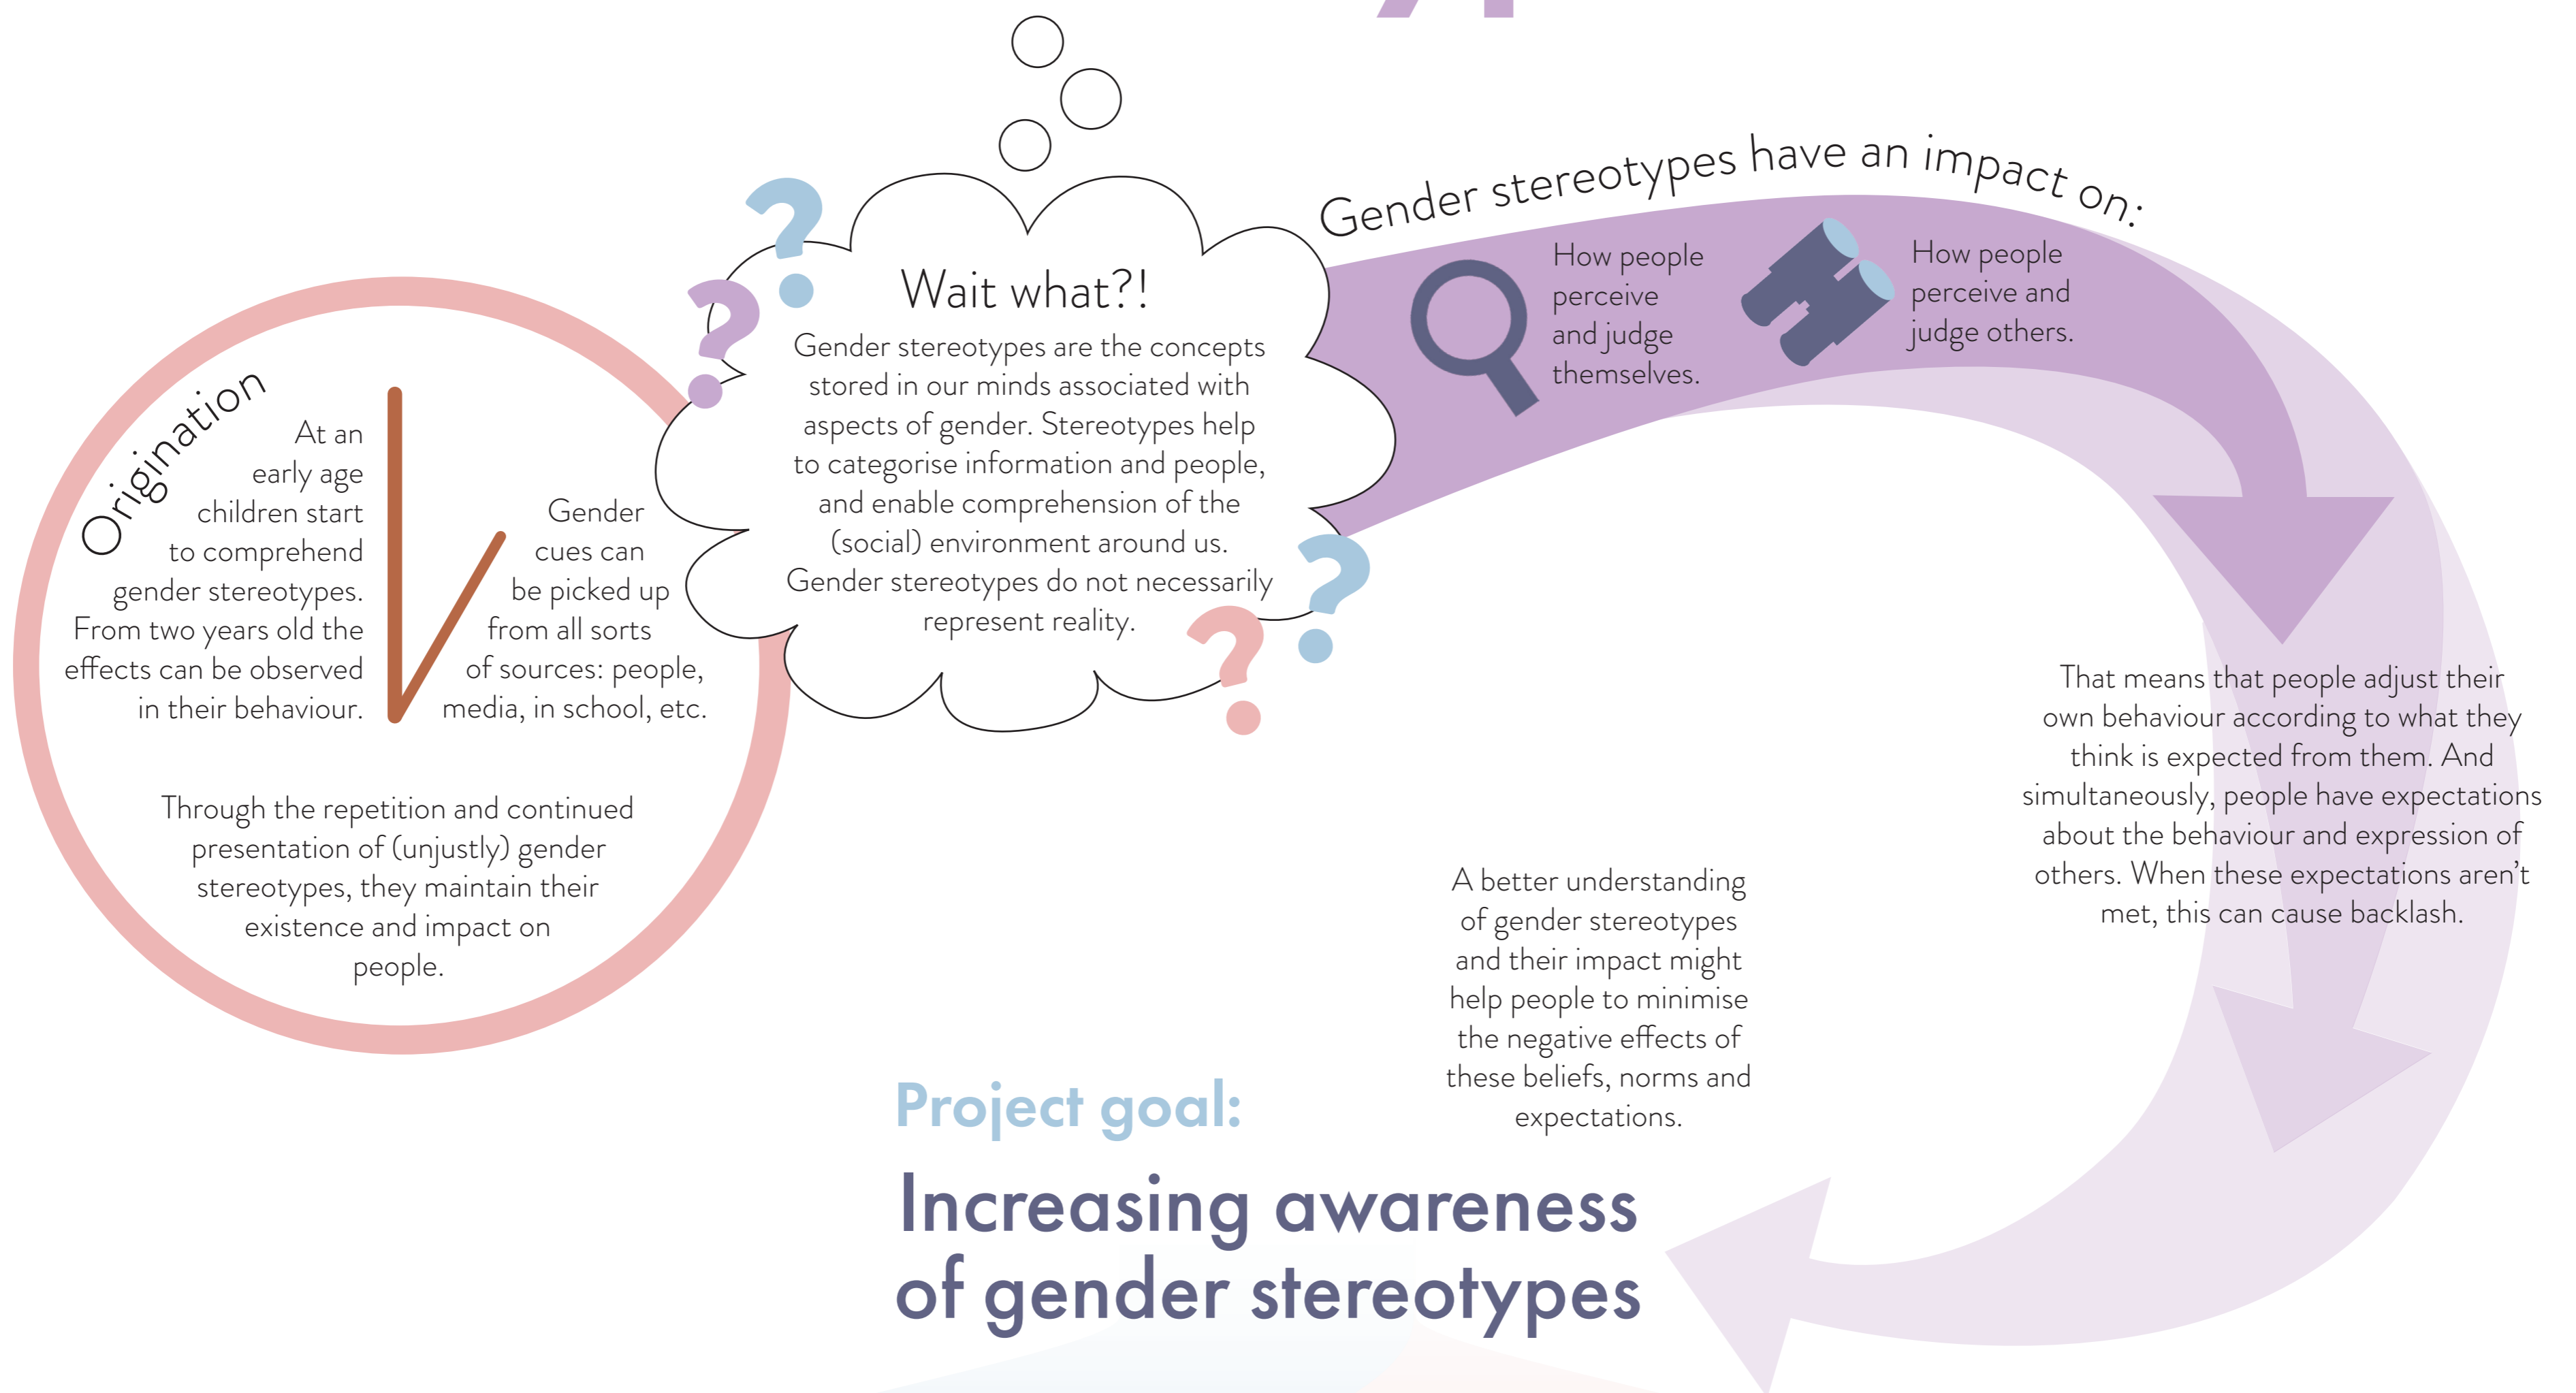 Origination
At an
early age
children start
to comprehend
gender stereotypes.
From two years old the
effects can be observed
in their behaviour.
Gender
cues can
be picked up
from all sorts
of sources: people,
media, in school, etc.
Through the repetition and continued
presentation of (unjustly) gender
stereotypes, they maintain their
existence and impact on
people.
Wait what?!
Gender stereotypes are the concepts
stored in our minds associated with
aspects of gender. Stereotypes help
to categorise information and people,
and enable comprehension of the
(social) environment around us.
Gender stereotypes do not necessarily
represent reality.
Gender stereotypes have an impact on:
How people
perceive
and judge
themselves.
How people
perceive and
judge others.
That means that people adjust their
own behaviour according to what they
think is expected from them. And
simultaneously, people have expectations
about the behaviour and expression of
others. When these expectations aren't
met, this can cause backlash.
A better understanding
of gender stereotypes
and their impact might
help people to minimise
the negative effects of
these beliefs, norms and
expectations.
Project goal:
Increasing awareness
of gender stereotypes